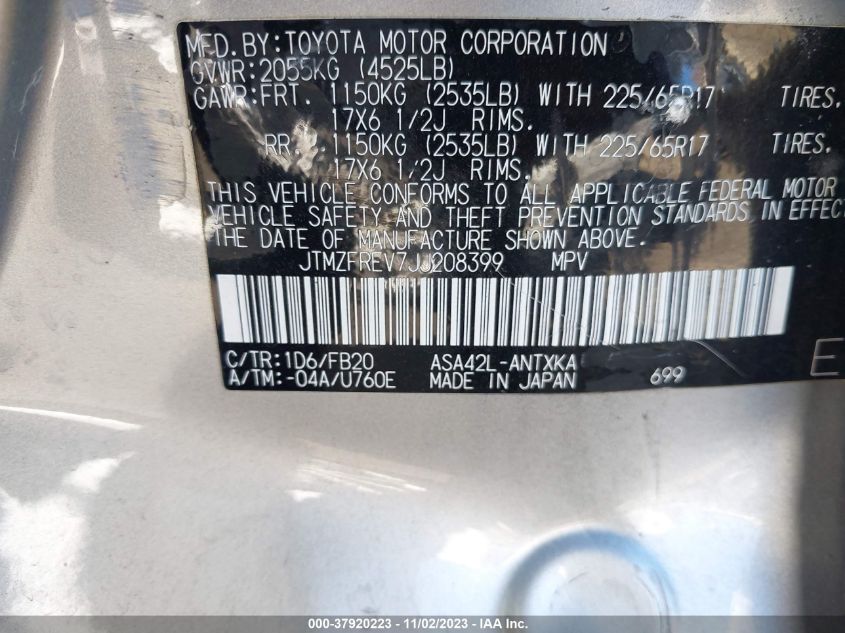 MFD.BY:TOYOTA MOTOR CORPORATION
GVWR:2055KG (4525LB)
GAWR:FRT. 1150KG (2535LB) WITH 225/65R17 TIRES.
17X6 1/2J RIMS.
RR. 1150KG (2535LB) WITH 225/65R17 TIRES.
17X6 1/2J RIMS.
THIS VEHICLE CONFORMS TO ALL APPLICABLE FEDERAL MOTOR
VEHICLE SAFETY AND THEFT PREVENTION STANDARDS IN EFFEC
THE DATE OF MANUFACTURE SHOWN ABOVE.
JTMZFREV7JJ208399 MPV
C/TR:1D6/FB20 ASA42L-ANTXKA
A/TM:-04A/U760E MADE IN JAPAN 699 E
000-37920223 - 11/02/2023 - IAAI.COM